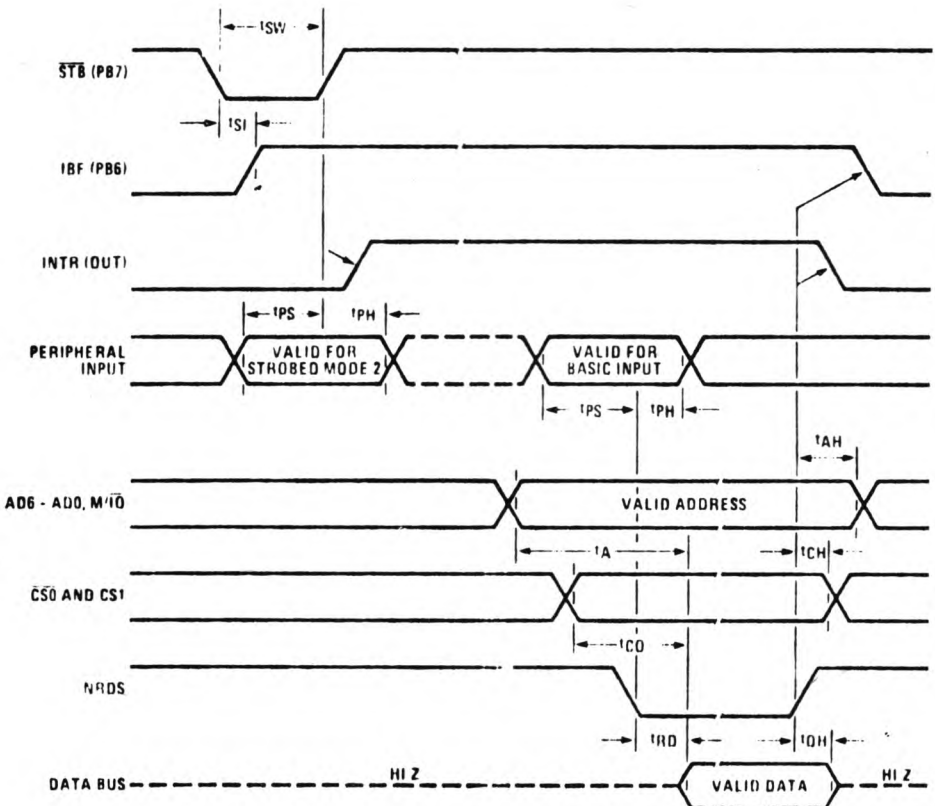 tSW
STB (PB7)
tSI
IBF (PB6)
INTR (OUT)
tPS tPH
PERIPHERAL
INPUT
VALID FOR
STROBED MODE 2
VALID FOR
BASIC INPUT
tPS tPH
tAH
AD6 - AD0, M/IO
VALID ADDRESS
tA
tCH
CS0 AND CS1
tCO
NRDS
tRD
tOH
DATA BUS
HI Z
VALID DATA
HI Z